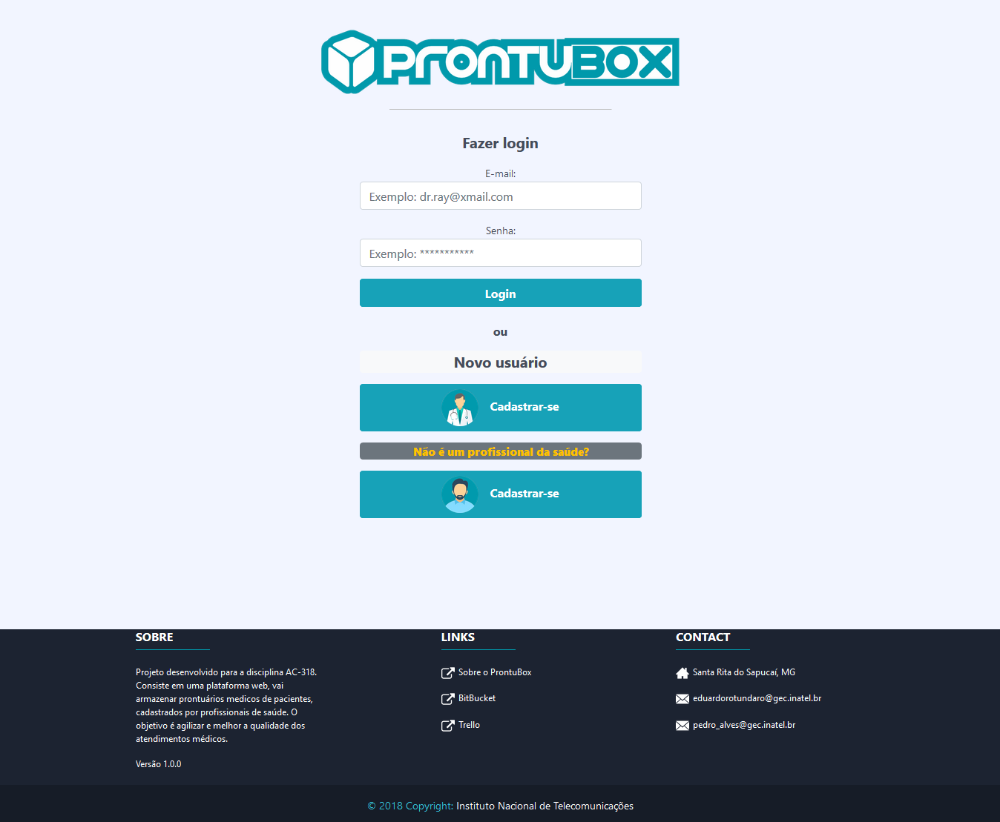 PRONTUBOX
Fazer login
E-mail:
Exemplo: dr.ray@xmail.com
Senha:
Exemplo: ***********
Login
ou
Novo usuário
Cadastrar-se
Não é um profissional da saúde?
Cadastrar-se
SOBRE
Projeto desenvolvido para a disciplina AC-318.
Consiste em uma plataforma web, vai
armazenar prontuários medicos de pacientes,
cadastrados por profissionais de saúde. O
objetivo é agilizar e melhor a qualidade dos
atendimentos médicos.
Versão 1.0.0
LINKS
Sobre o ProntuBox
BitBucket
Trello
CONTACT
Santa Rita do Sapucaí, MG
eduardorotundaro@gec.inatel.br
pedro_alves@gec.inatel.br
© 2018 Copyright: Instituto Nacional de Telecomunicações